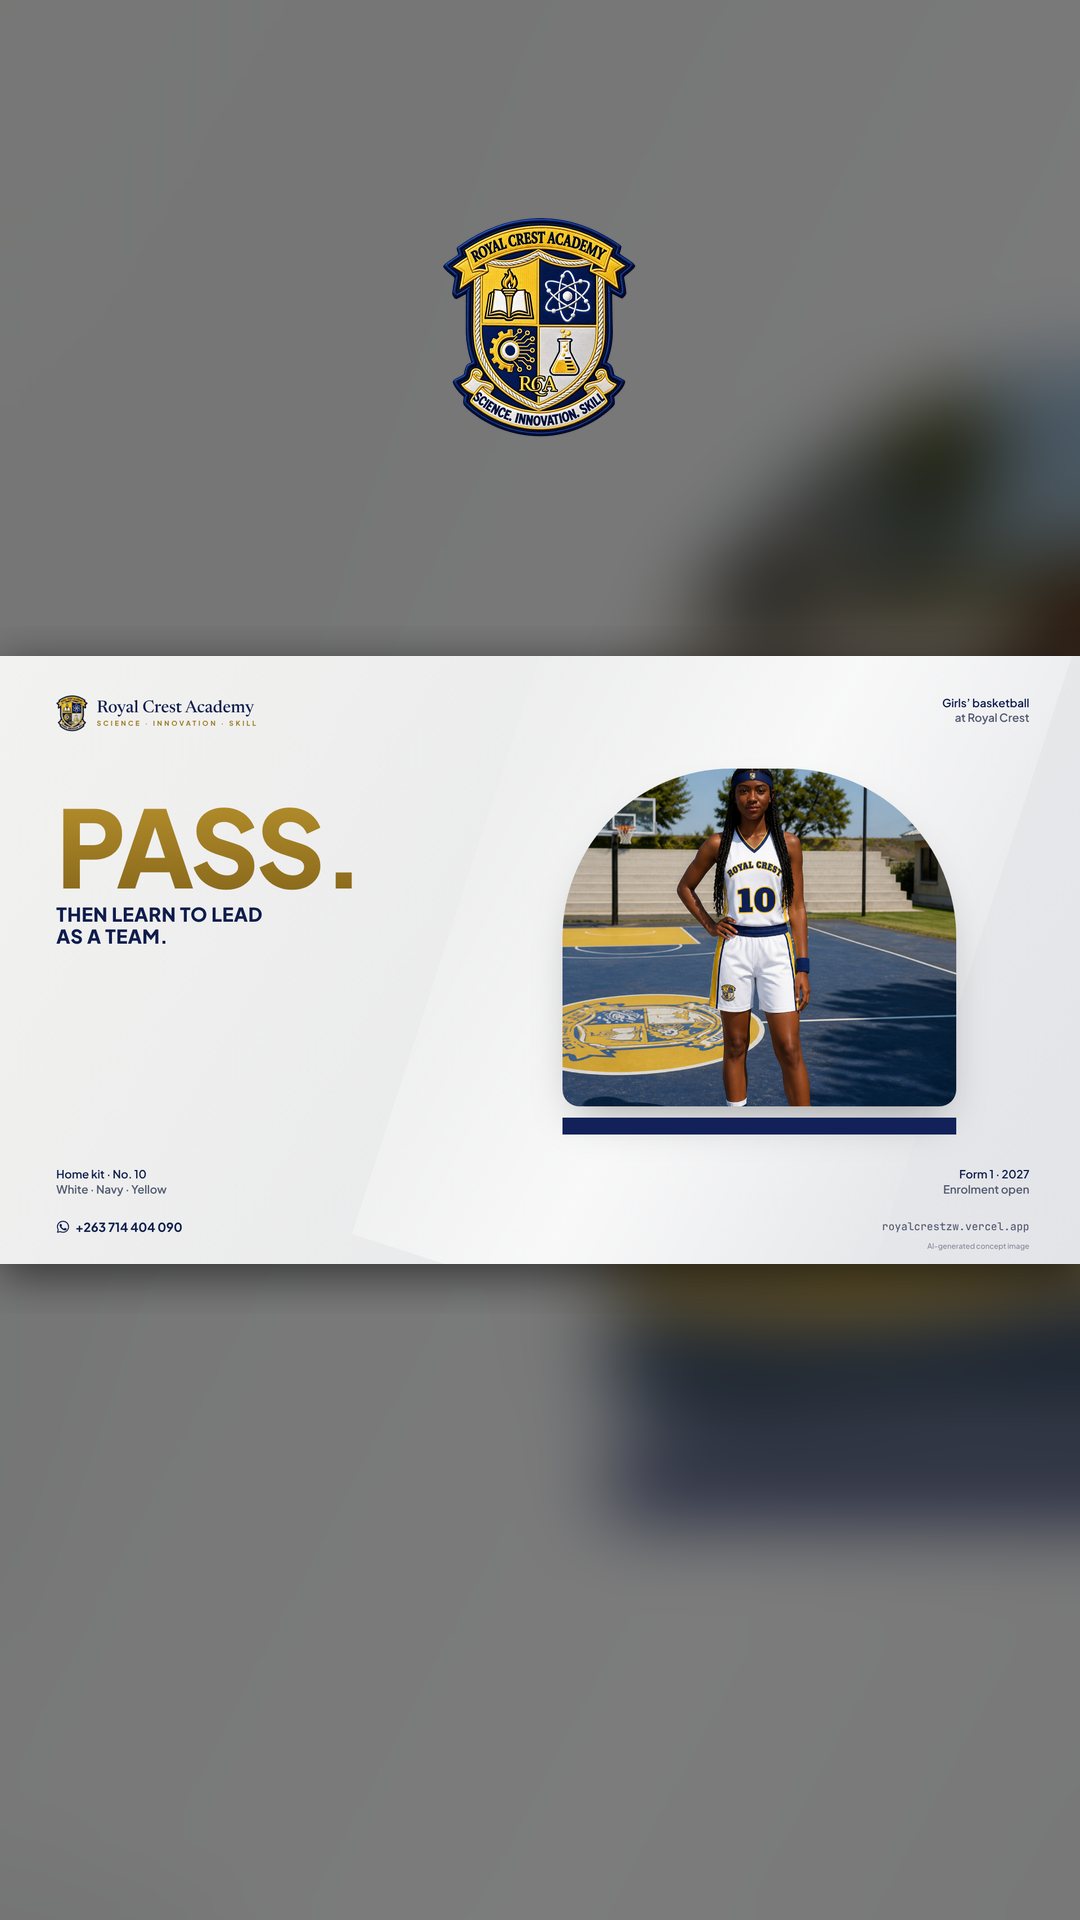 ROYAL CREST ACADEMY
RCA
SCIENCE. INNOVATION. SKILL
Royal Crest Academy
SCIENCE · INNOVATION · SKILL
Girls’ basketball
at Royal Crest
PASS.
THEN LEARN TO LEAD
AS A TEAM.
ROYAL CREST
10
Home kit · No. 10
White · Navy · Yellow
+263 714 404 090
Form 1 · 2027
Enrolment open
royalcrestzw.vercel.app
AI-generated concept image